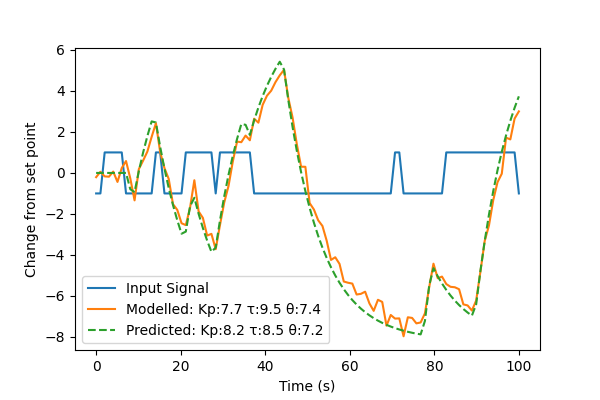 6
4
2
0
−2
−4
−6
−8
Change from set point
Input Signal
Modelled: Kp:7.7 τ:9.5 θ:7.4
Predicted: Kp:8.2 τ:8.5 θ:7.2
0 20 40 60 80 100
Time (s)